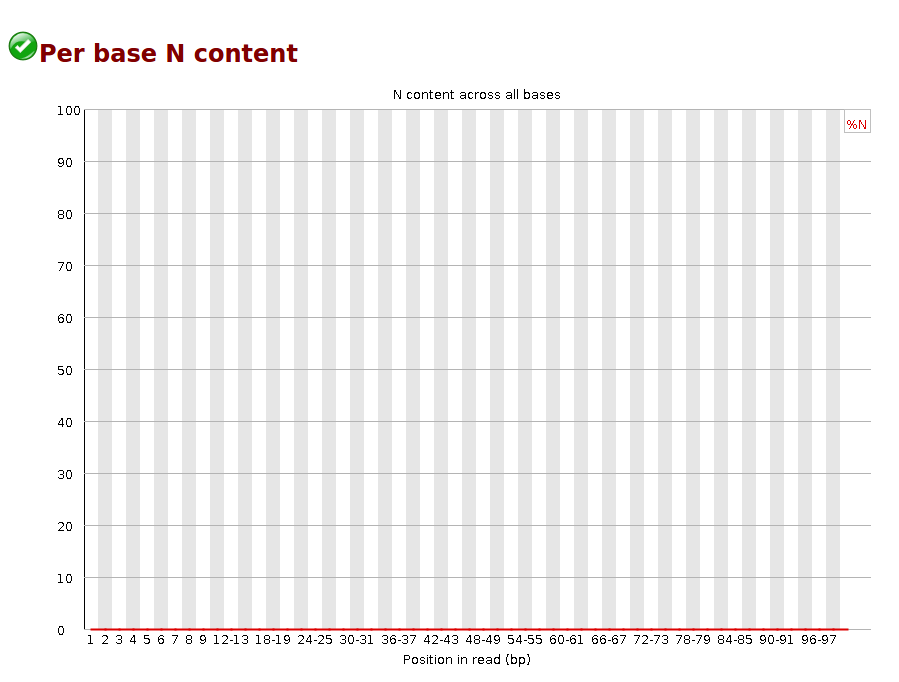 Per base N content
N content across all bases
%N
100
90
80
70
60
50
40
30
20
10
0
1 2 3 4 5 6 7 8 9 12-13 18-19 24-25 30-31 36-37 42-43 48-49 54-55 60-61 66-67 72-73 78-79 84-85 90-91 96-97
Position in read (bp)